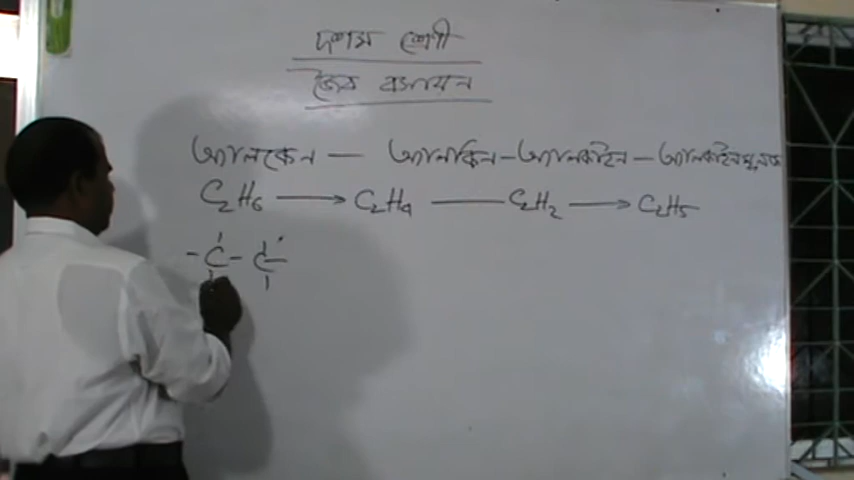 দশম শ্রেণী
জৈব রসায়ন
অ্যালকেন — অ্যালকিন – অ্যালকাইন – অ্যালকাইলমূলক
C₂H₆ ⟶ C₂H₄ —— C₂H₂ ⟶ C₂H₅
- C - C -